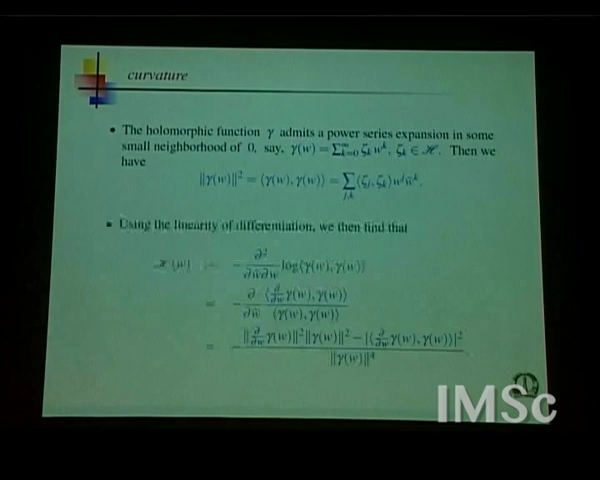 curvature
• The holomorphic function γ admits a power series expansion in some
small neighborhood of 0, say, γ(w) = ∑_{k=0}^{∞} ζ_k w^k, ζ_k ∈ ℋ. Then we
have
‖γ(w)‖² = ⟨γ(w), γ(w)⟩ = ∑_{j,k} ⟨ζ_j, ζ_k⟩ w^j w̄^k.
• Using the linearity of differentiation, we then find that
𝒦(w) = − ∂²/∂w̄∂w log⟨γ(w), γ(w)⟩
= − ∂/∂w̄ ⟨∂/∂w γ(w), γ(w)⟩ / ⟨γ(w), γ(w)⟩
= − (‖∂/∂w γ(w)‖² ‖γ(w)‖² − |⟨∂/∂w γ(w), γ(w)⟩|²) / ‖γ(w)‖⁴
IMSc